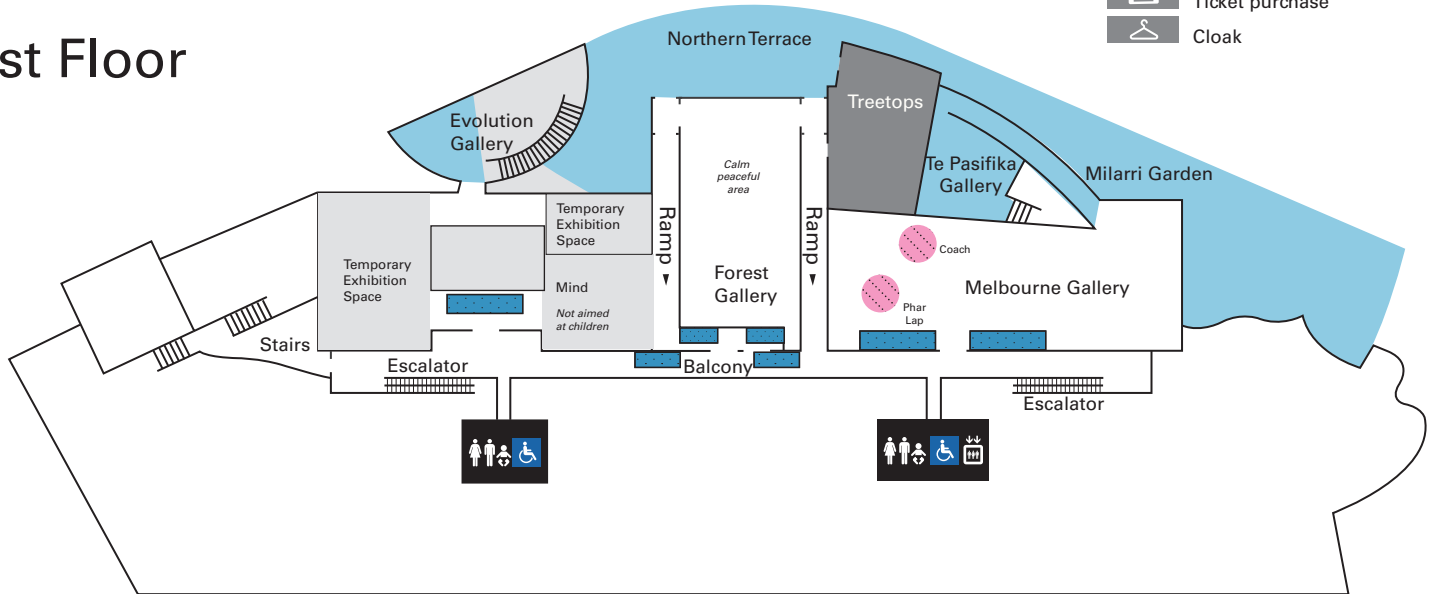 st Floor
Ticket purchase
Cloak
Northern Terrace
Treetops
Evolution
Gallery
Calm
peaceful
area
Te Pasifika
Gallery
Milarri Garden
Temporary
Exhibition
Space
Ramp
Ramp
Coach
Temporary
Exhibition
Space
Mind
Forest
Gallery
Melbourne Gallery
Not aimed
at children
Phar
Lap
Stairs
Escalator
Balcony
Escalator